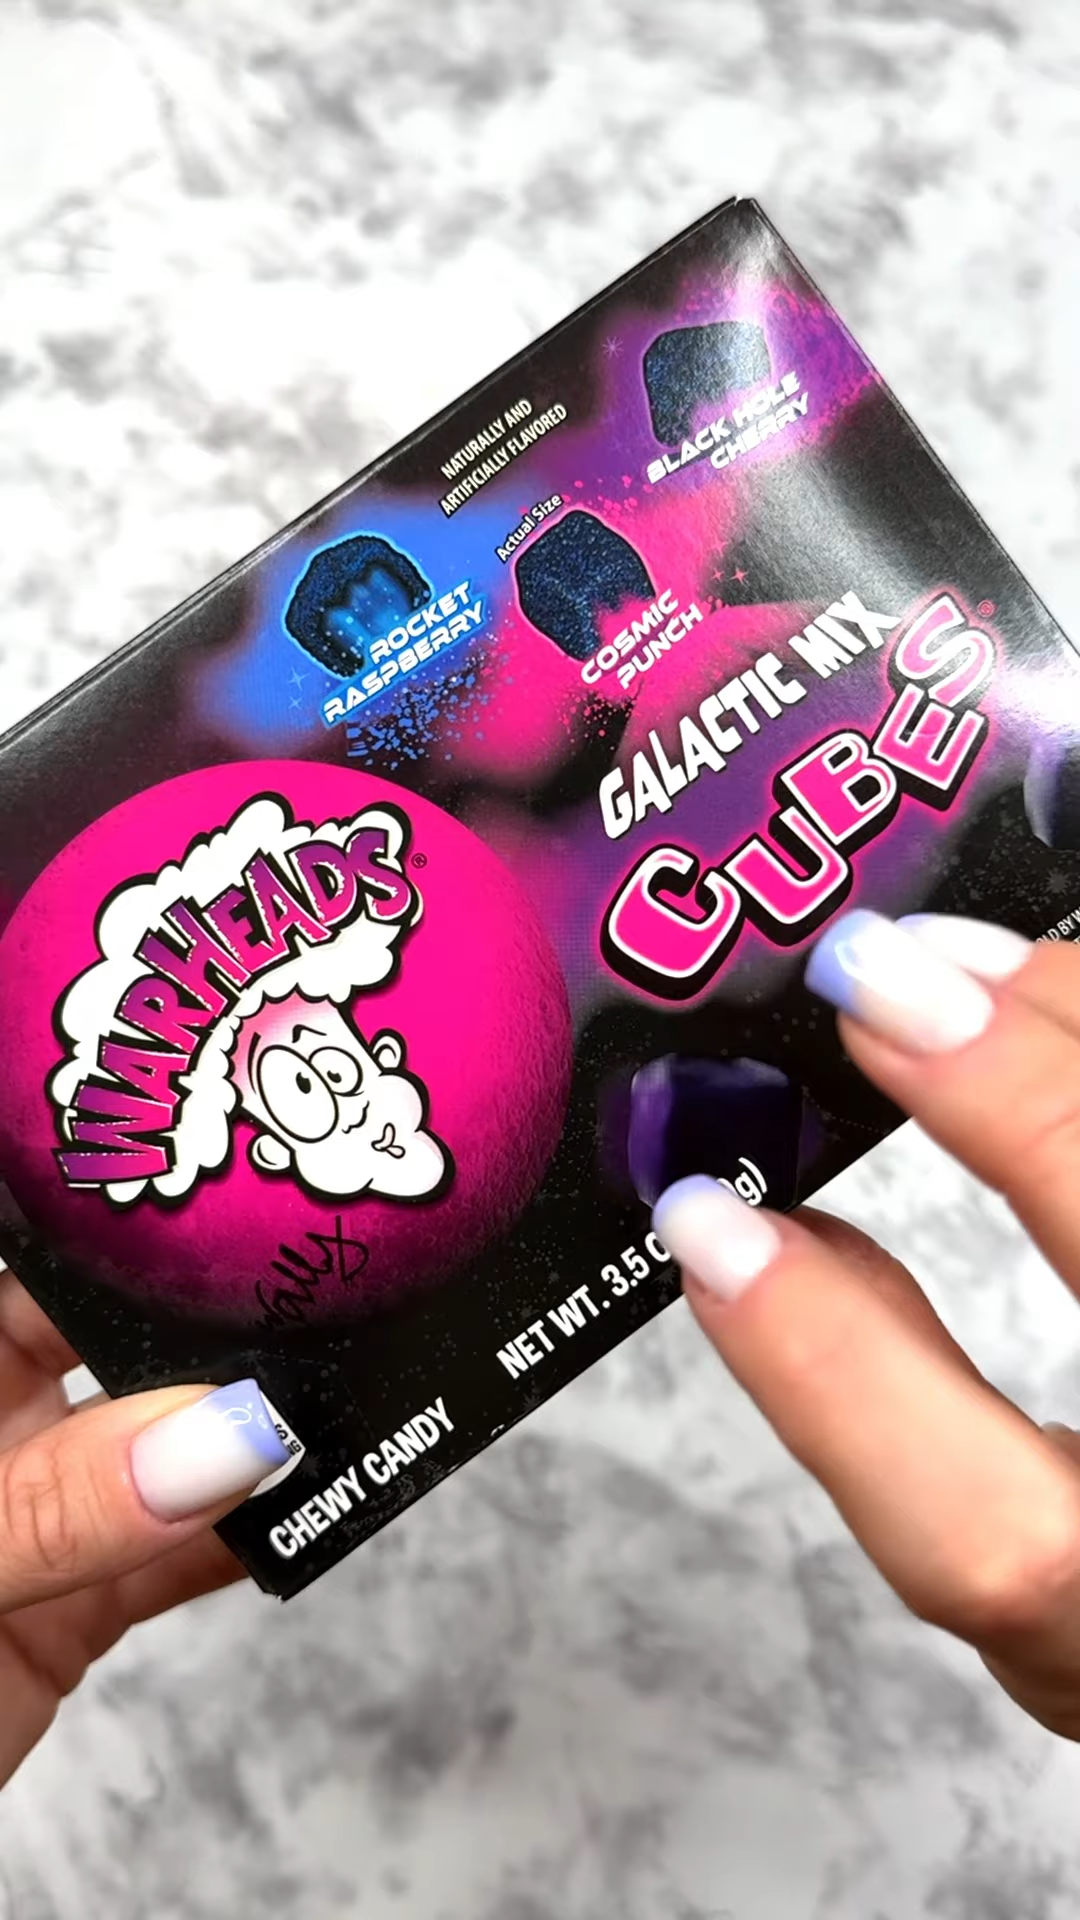 NATURALLY AND
ARTIFICIALLY FLAVORED
BLACK HOLE
CHERRY
Actual Size
ROCKET
RASPBERRY
COSMIC
PUNCH
GALACTIC MIX
CUBES®
WARHEADS®
Wally
NET WT. 3.5
g)
CHEWY CANDY